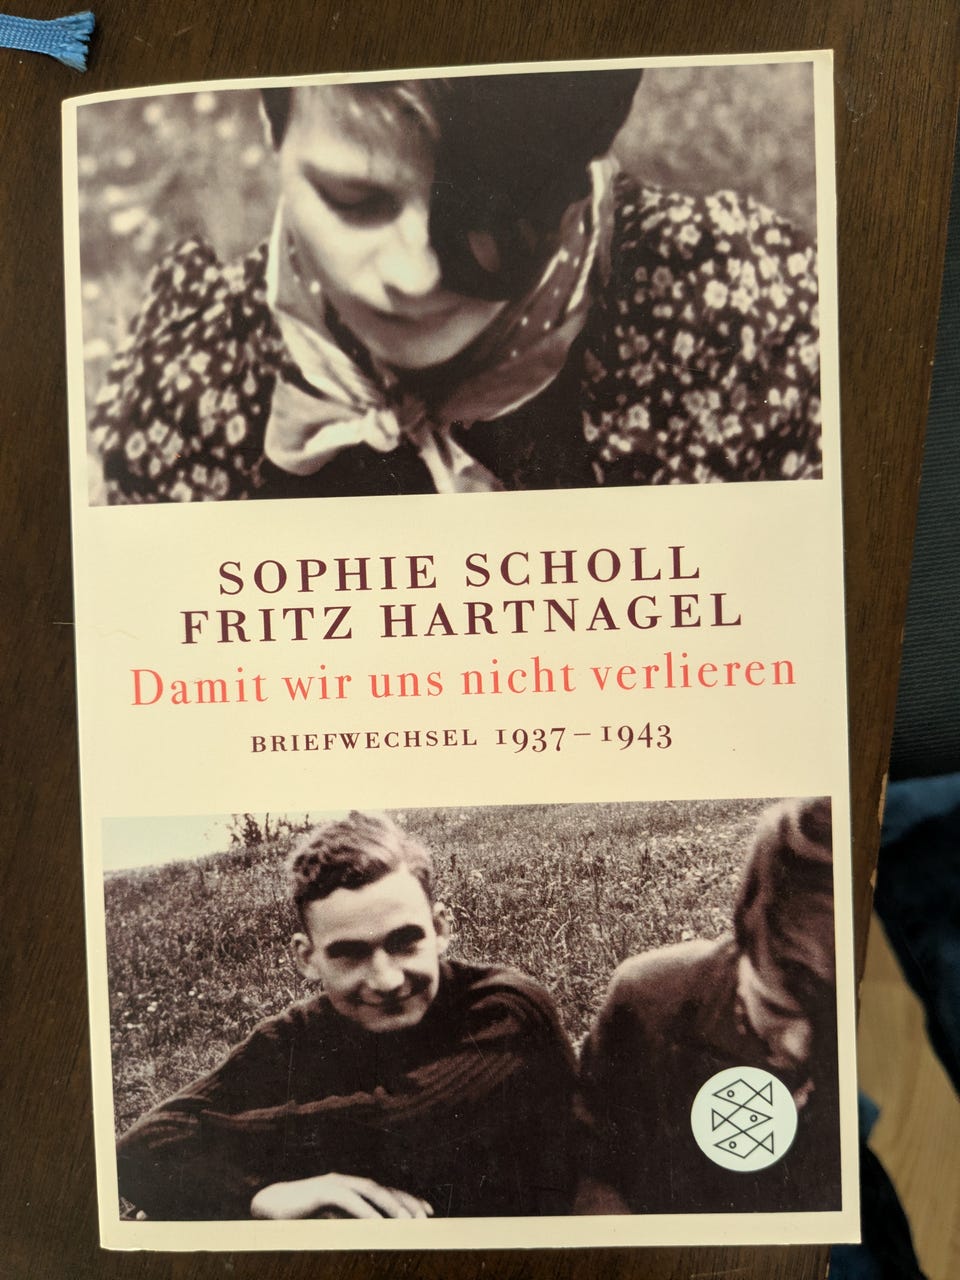 SOPHIE SCHOLL
FRITZ HARTNAGEL
Damit wir uns nicht verlieren
BRIEFWECHSEL 1937–1943